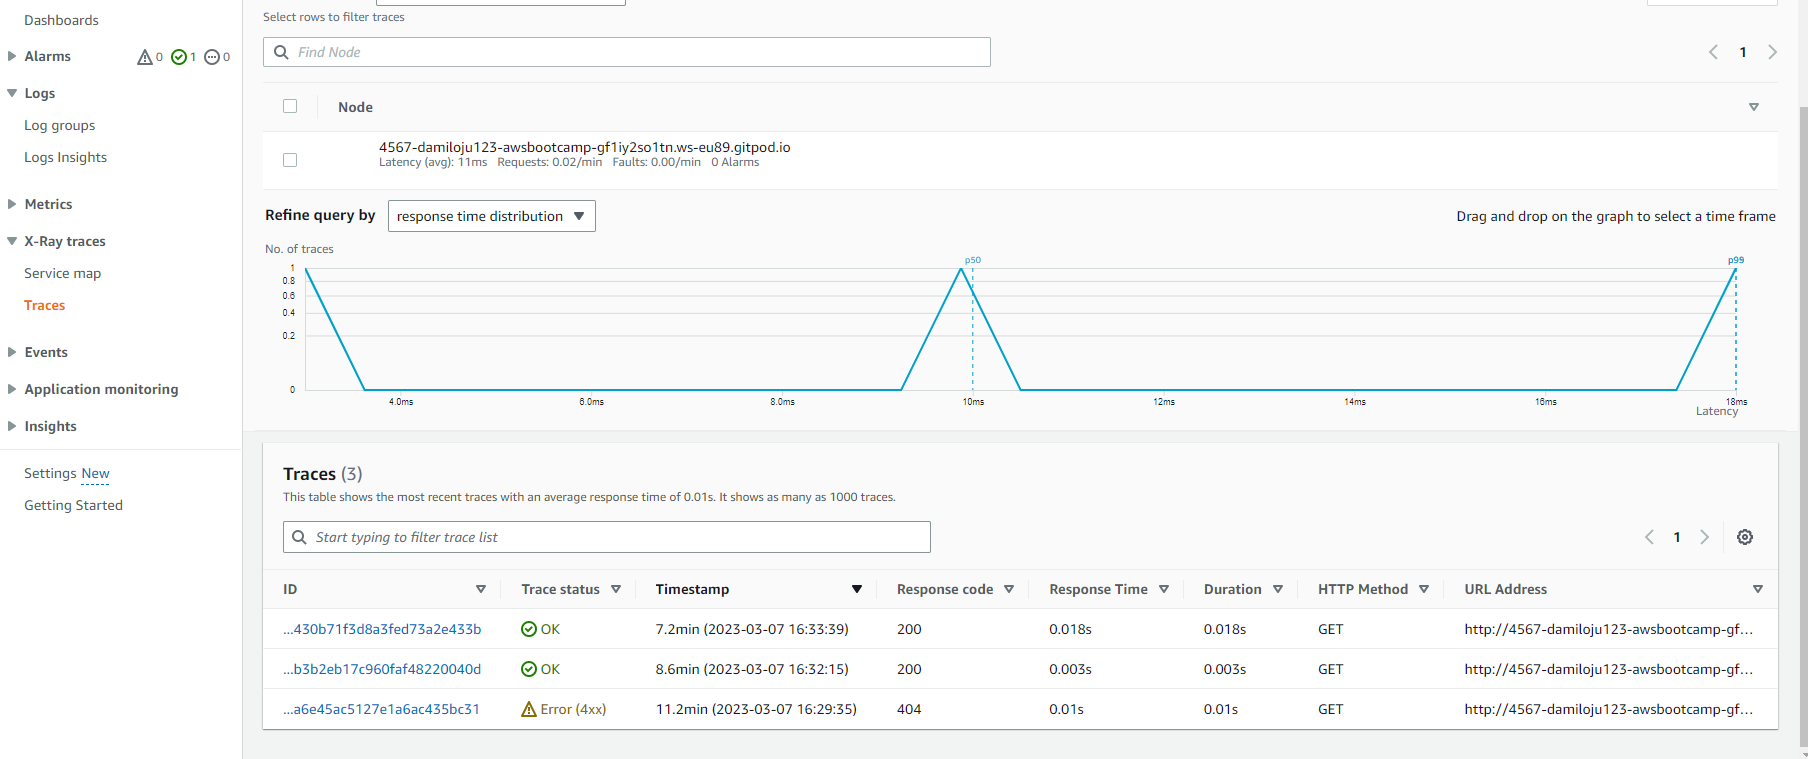 Dashboards
Alarms 0 1 0
Logs
Log groups
Logs Insights
Metrics
X-Ray traces
Service map
Traces
Events
Application monitoring
Insights
Settings New
Getting Started
Select rows to filter traces
Find Node
1
Node
4567-damiloju123-awsbootcamp-gf1iy2so1tn.ws-eu89.gitpod.io
Latency (avg): 11ms Requests: 0.02/min Faults: 0.00/min 0 Alarms
Refine query by response time distribution Drag and drop on the graph to select a time frame
No. of traces
p50 p99
1
0.8
0.6
0.4
0.2
0
4.0ms 6.0ms 8.0ms 10ms 12ms 14ms 16ms 18ms
Latency
Traces (3)
This table shows the most recent traces with an average response time of 0.01s. It shows as many as 1000 traces.
Start typing to filter trace list
1
ID Trace status Timestamp Response code Response Time Duration HTTP Method URL Address
...430b71f3d8a3fed73a2e433b OK 7.2min (2023-03-07 16:33:39) 200 0.018s 0.018s GET http://4567-damiloju123-awsbootcamp-gf...
...b3b2eb17c960faf48220040d OK 8.6min (2023-03-07 16:32:15) 200 0.003s 0.003s GET http://4567-damiloju123-awsbootcamp-gf...
...a6e45ac5127e1a6ac435bc31 Error (4xx) 11.2min (2023-03-07 16:29:35) 404 0.01s 0.01s GET http://4567-damiloju123-awsbootcamp-gf...